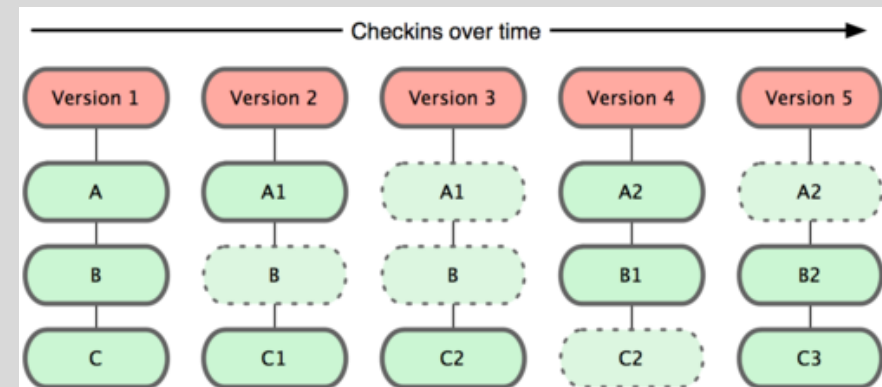 Checkins over time
Version 1 Version 2 Version 3 Version 4 Version 5
A A1 A1 A2 A2
B B B B1 B2
C C1 C2 C2 C3